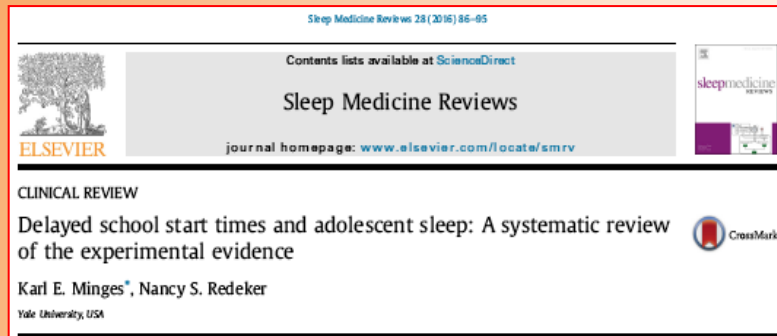 Sleep Medicine Reviews 28 (2016) 86–95
Contents lists available at ScienceDirect
Sleep Medicine Reviews
journal homepage: www.elsevier.com/locate/smrv
ELSEVIER
sleepmedicine
REVIEWS
CLINICAL REVIEW
Delayed school start times and adolescent sleep: A systematic review
of the experimental evidence
CrossMark
Karl E. Minges*, Nancy S. Redeker
Yale University, USA